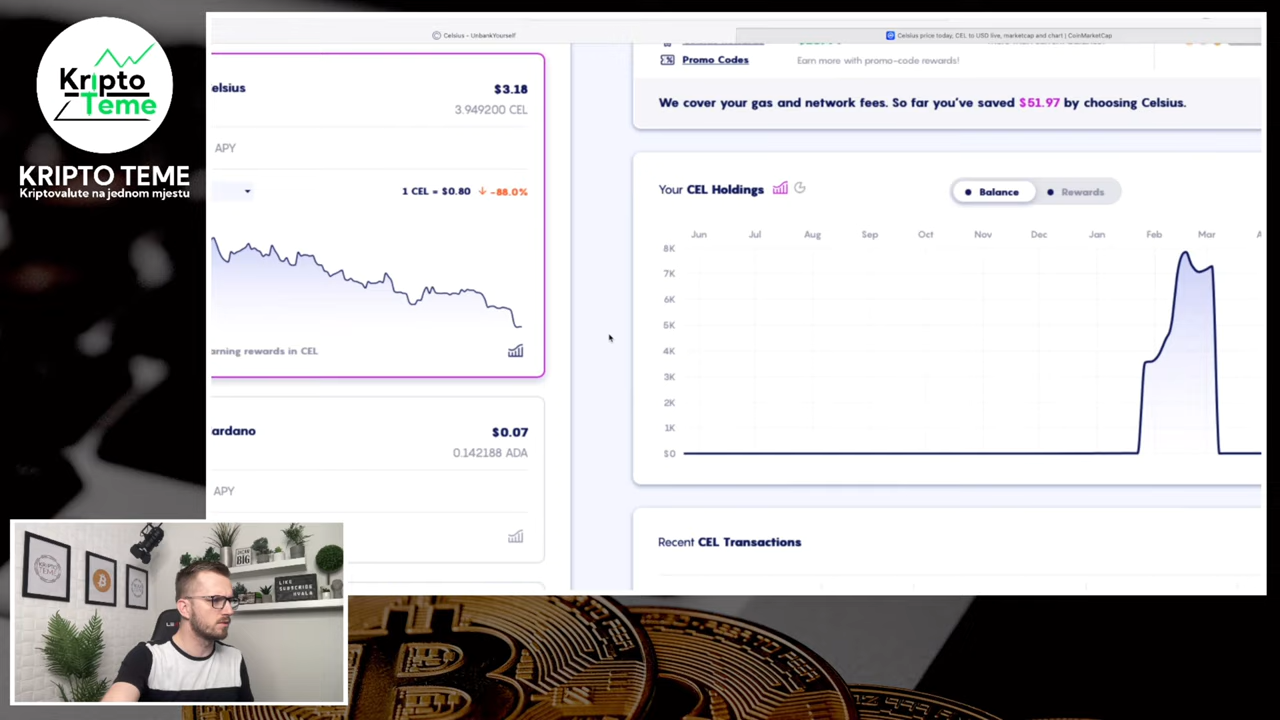 Kripto
Teme
KRIPTO TEME
Kriptovalute na jednom mjestu
Celsius - UnbankYourself
Celsius price today, CEL to USD live, marketcap and chart | CoinMarketCap
elsius
$3.18
3.949200 CEL
APY
1 CEL = $0.80
-88.0%
arning rewards in CEL
ardano
$0.07
0.142188 ADA
APY
Promo Codes
Earn more with promo-code rewards!
We cover your gas and network fees. So far you've saved $51.97 by choosing Celsius.
Your CEL Holdings
Balance
Rewards
Jun Jul Aug Sep Oct Nov Dec Jan Feb Mar A
8K
7K
6K
5K
4K
3K
2K
1K
$0
Recent CEL Transactions
BIG
LIKE
SUBSCRIBE